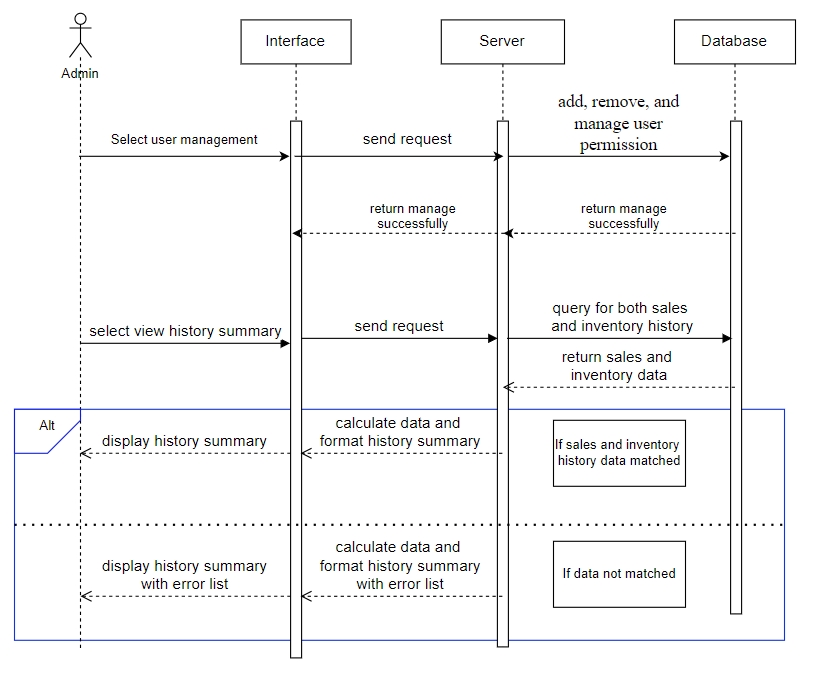 Interface
Server
Database
Admin
add, remove, and
manage user
permission
Select user management
send request
return manage
successfully
return manage
successfully
select view history summary
send request
query for both sales
and inventory history
return sales and
inventory data
Alt
display history summary
calculate data and
format history summary
If sales and inventory
history data matched
display history summary
with error list
calculate data and
format history summary
with error list
If data not matched